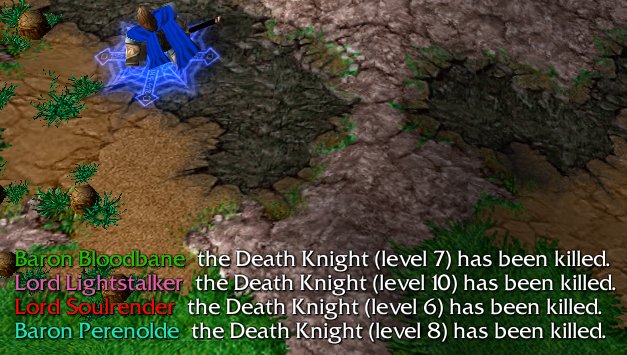 Baron Bloodbane the Death Knight (level 7) has been killed.
Lord Lightstalker the Death Knight (level 10) has been killed.
Lord Soulrender the Death Knight (level 6) has been killed.
Baron Perenolde the Death Knight (level 8) has been killed.